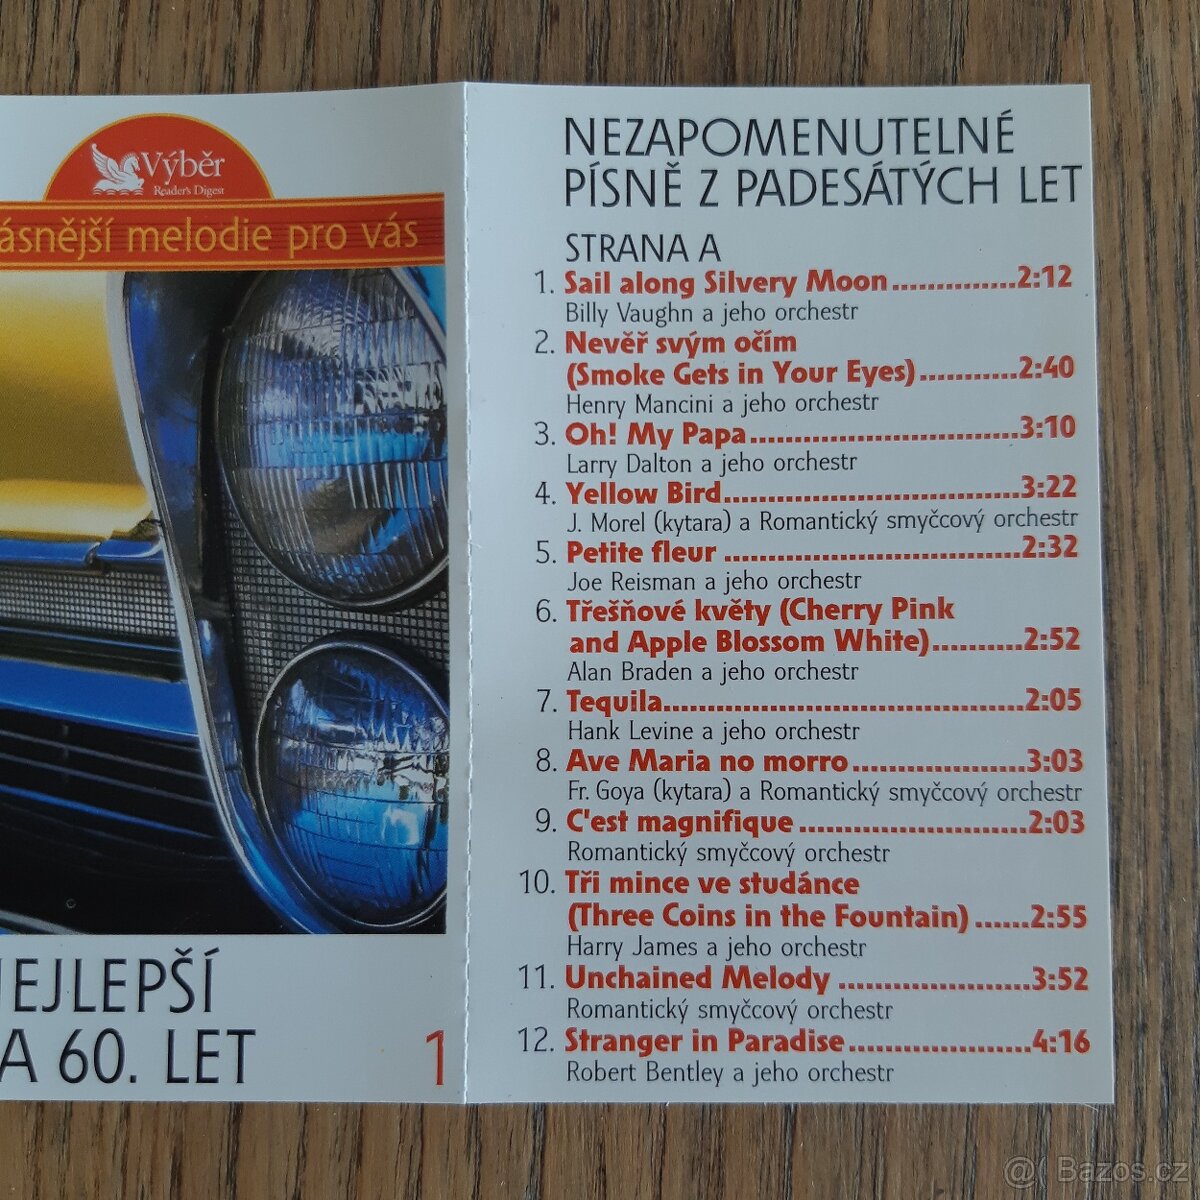 Výběr
Reader's Digest
ásnější melodie pro vás
EJLEPŠÍ
A 60. LET
1
NEZAPOMENUTELNÉ
PÍSNĚ Z PADESÁTÝCH LET
STRANA A
1. Sail along Silvery Moon..............2:12
Billy Vaughn a jeho orchestr
2. Nevěř svým očím
(Smoke Gets in Your Eyes)...........2:40
Henry Mancini a jeho orchestr
3. Oh! My Papa..............................3:10
Larry Dalton a jeho orchestr
4. Yellow Bird.................................3:22
J. Morel (kytara) a Romantický smyčcový orchestr
5. Petite fleur .................................2:32
Joe Reisman a jeho orchestr
6. Třešňové květy (Cherry Pink
and Apple Blossom White)..........2:52
Alan Braden a jeho orchestr
7. Tequila........................................2:05
Hank Levine a jeho orchestr
8. Ave Maria no morro...................3:03
Fr. Goya (kytara) a Romantický smyčcový orchestr
9. C'est magnifique.........................2:03
Romantický smyčcový orchestr
10. Tři mince ve studánce
(Three Coins in the Fountain) ......2:55
Harry James a jeho orchestr
11. Unchained Melody ......................3:52
Romantický smyčcový orchestr
12. Stranger in Paradise....................4:16
Robert Bentley a jeho orchestr
@( Bazos.cz